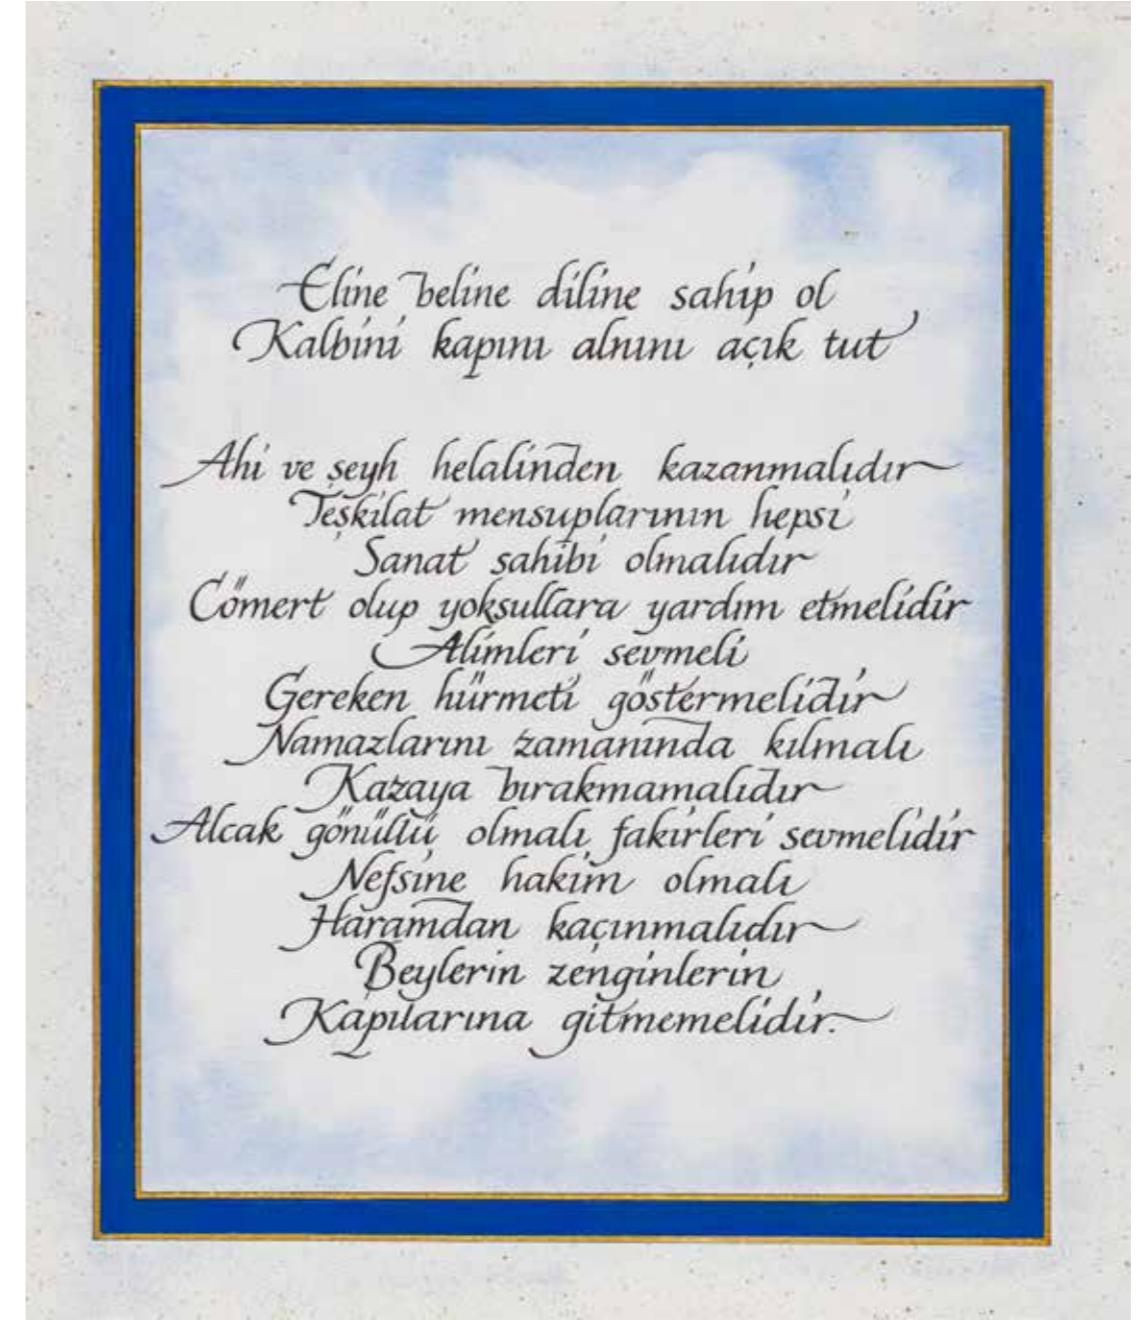 Eline beline diline sahip ol
Kalbini kapını alnını açık tut
Ahi ve şeyh helalinden kazanmalıdır
Teşkilat mensuplarının hepsi
Sanat sahibi olmalıdır
Cömert olup yoksullara yardım etmelidir
Alimleri sevmeli
Gereken hürmeti göstermelidir
Namazlarını zamanında kılmalı
Kazaya bırakmamalıdır
Alcak gönüllü olmalı fakirleri sevmelidir
Nefsine hakim olmalı
Haramdan kaçınmalıdır
Beylerin zenginlerin
Kapılarına gitmemelidir.